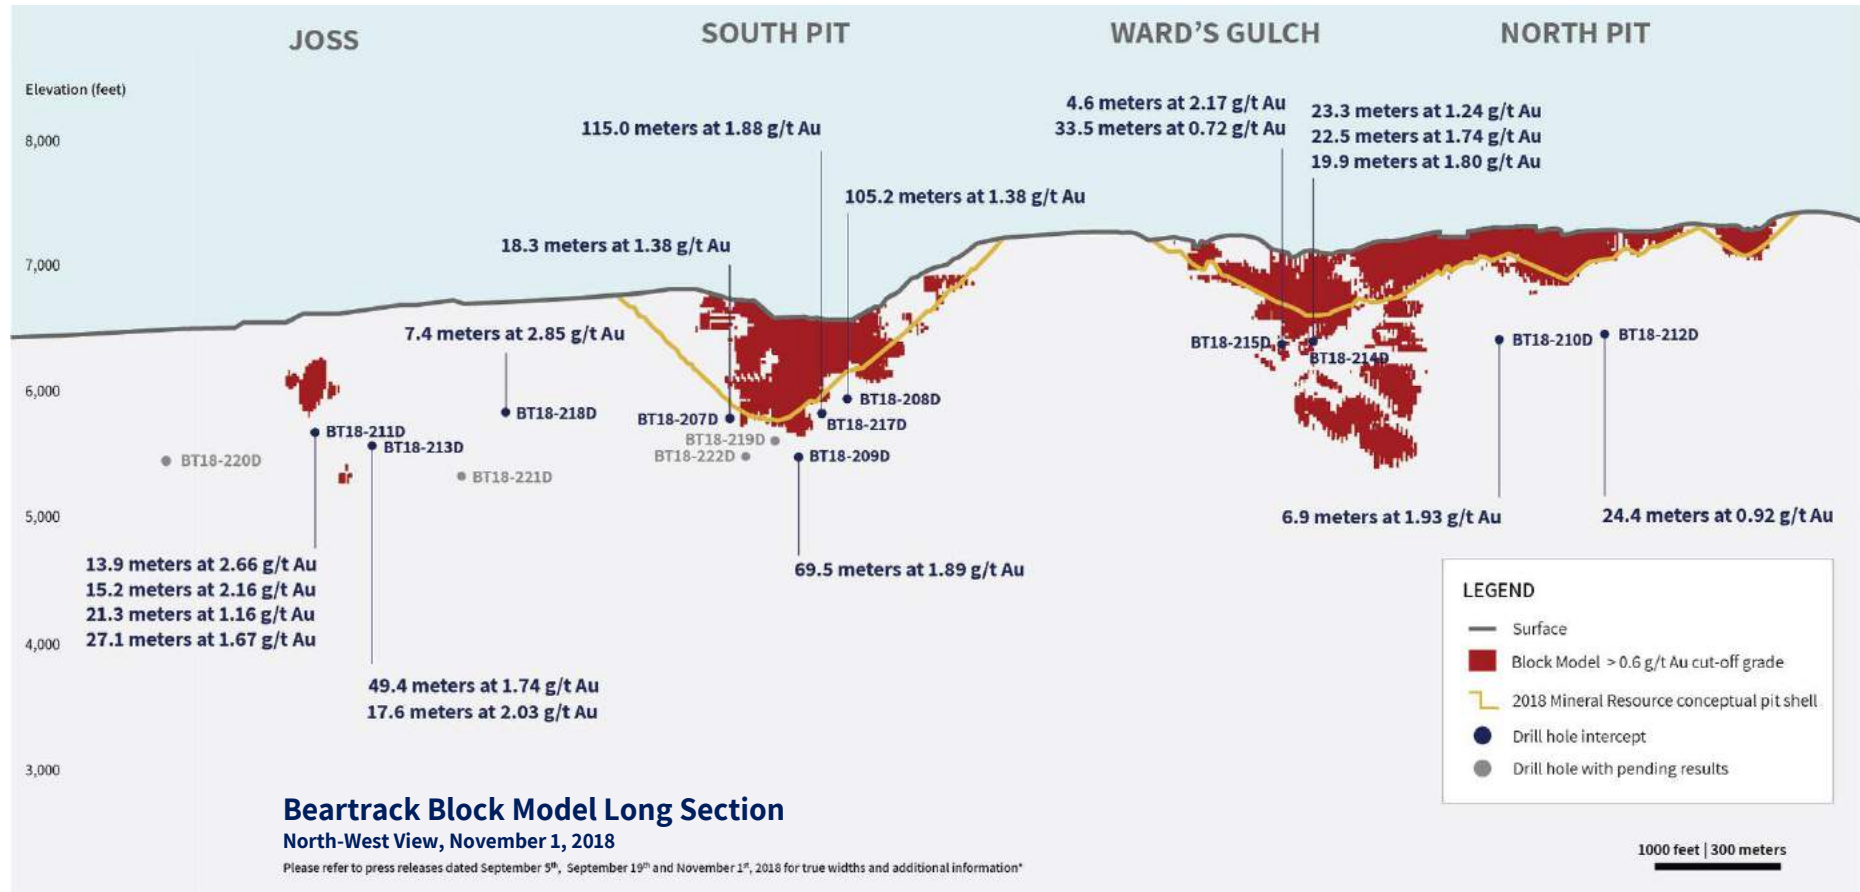 JOSS
SOUTH PIT
WARD'S GULCH
NORTH PIT
Elevation (feet)
8,000
7,000
6,000
5,000
4,000
3,000
115.0 meters at 1.88 g/t Au
105.2 meters at 1.38 g/t Au
18.3 meters at 1.38 g/t Au
7.4 meters at 2.85 g/t Au
4.6 meters at 2.17 g/t Au
33.5 meters at 0.72 g/t Au
23.3 meters at 1.24 g/t Au
22.5 meters at 1.74 g/t Au
19.9 meters at 1.80 g/t Au
BT18-215D
BT18-214D
BT18-210D
BT18-212D
BT18-218D
BT18-207D
BT18-208D
BT18-217D
BT18-219D
BT18-222D
BT18-209D
BT18-211D
BT18-213D
BT18-220D
BT18-221D
6.9 meters at 1.93 g/t Au
24.4 meters at 0.92 g/t Au
69.5 meters at 1.89 g/t Au
13.9 meters at 2.66 g/t Au
15.2 meters at 2.16 g/t Au
21.3 meters at 1.16 g/t Au
27.1 meters at 1.67 g/t Au
49.4 meters at 1.74 g/t Au
17.6 meters at 2.03 g/t Au
LEGEND
Surface
Block Model > 0.6 g/t Au cut-off grade
2018 Mineral Resource conceptual pit shell
Drill hole intercept
Drill hole with pending results
Beartrack Block Model Long Section
North-West View, November 1, 2018
Please refer to press releases dated September 5th, September 19th and November 1st, 2018 for true widths and additional information*
1000 feet | 300 meters